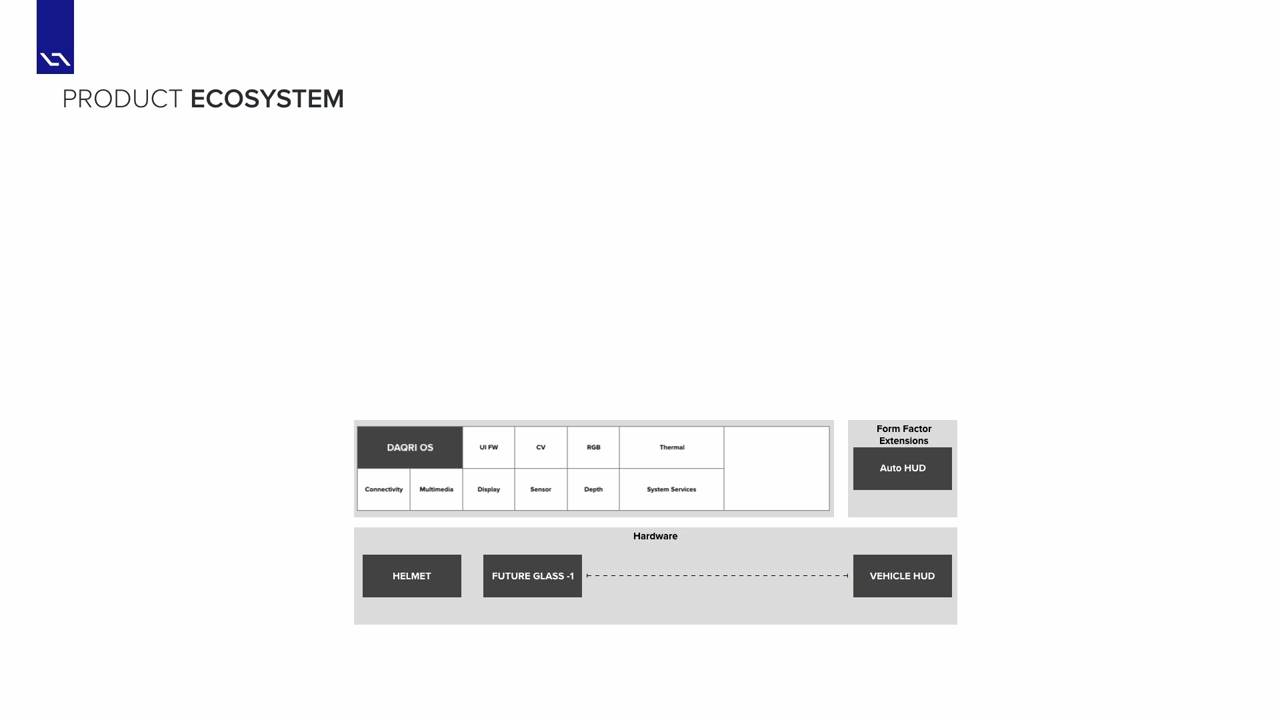 PRODUCT ECOSYSTEM
DAQRI OS
UI FW
CV
RGB
Thermal
Connectivity
Multimedia
Display
Sensor
Depth
System Services
Form Factor
Extensions
Auto HUD
Hardware
HELMET
FUTURE GLASS -1
VEHICLE HUD